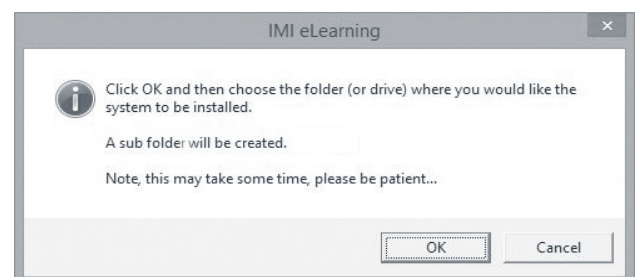 IMI eLearning
Click OK and then choose the folder (or drive) where you would like the
system to be installed.
A sub folder will be created.
Note, this may take some time, please be patient...
OK
Cancel